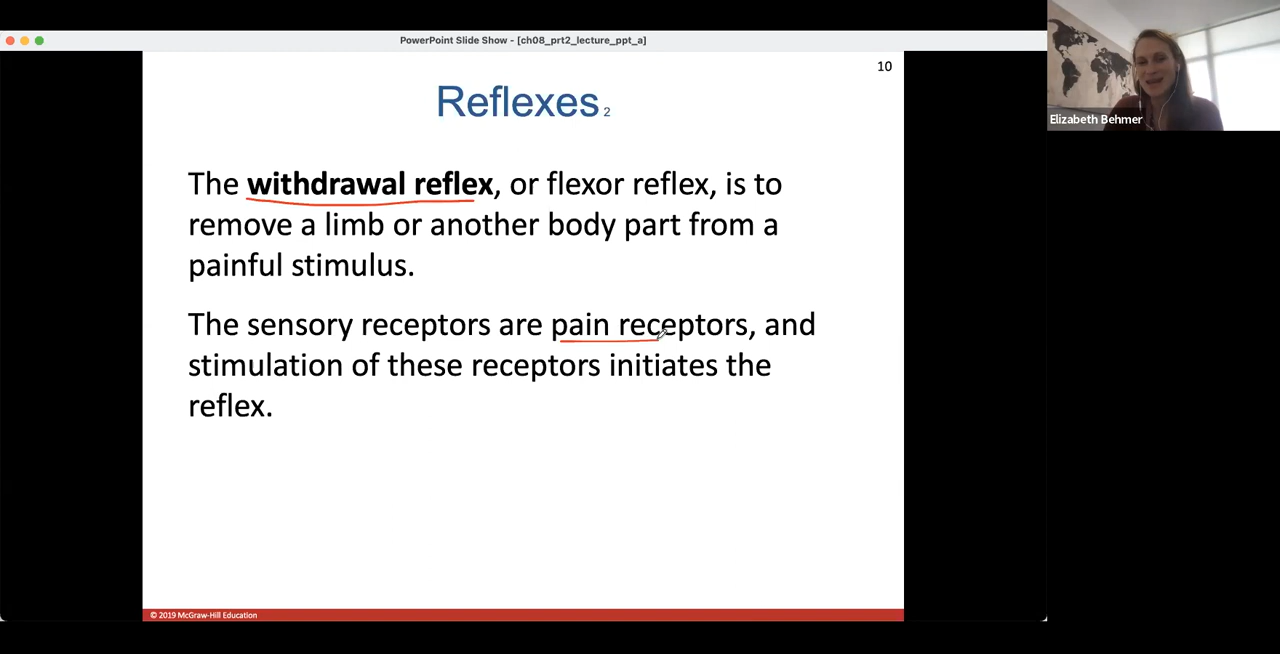 PowerPoint Slide Show - [ch08_prt2_lecture_ppt_a]
10
Reflexes 2
The withdrawal reflex, or flexor reflex, is to
remove a limb or another body part from a
painful stimulus.
The sensory receptors are pain receptors, and
stimulation of these receptors initiates the
reflex.
© 2019 McGraw-Hill Education
Elizabeth Behmer